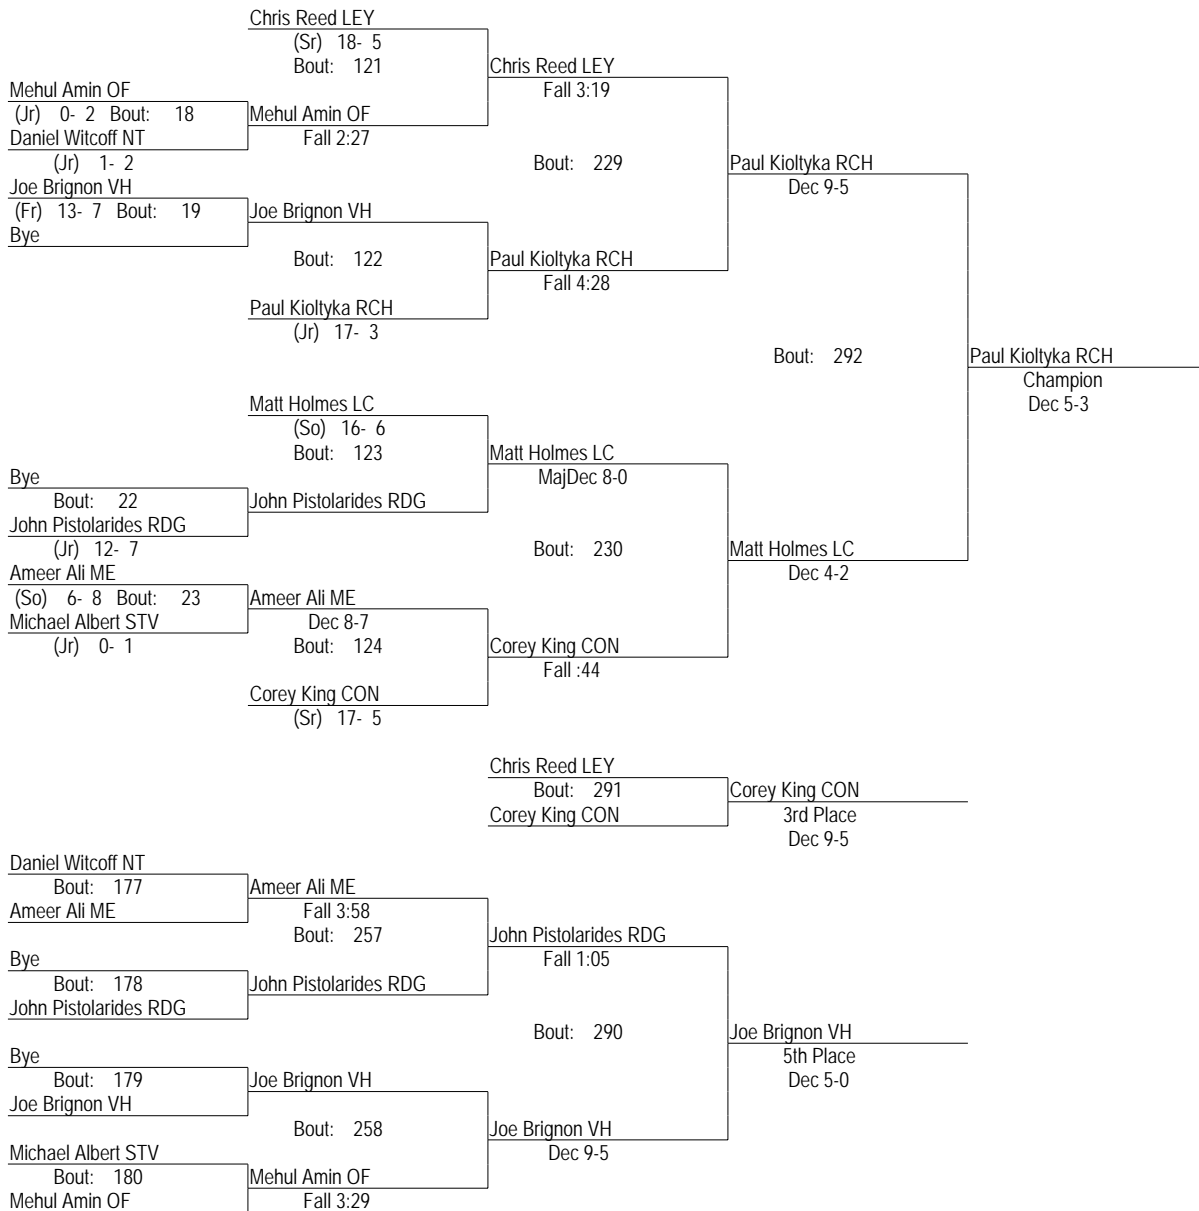 Chris Reed LEY
(Sr) 18- 5
Bout: 121
Chris Reed LEY
Fall 3:19
Mehul Amin OF
(Jr) 0- 2 Bout: 18
Mehul Amin OF
Fall 2:27
Daniel Witcoff NT
(Jr) 1- 2
Bout: 229
Paul Kioltyka RCH
Dec 9-5
Joe Brignon VH
(Fr) 13- 7 Bout: 19
Joe Brignon VH
Bye
Bout: 122
Paul Kioltyka RCH
Fall 4:28
Paul Kioltyka RCH
(Jr) 17- 3
Bout: 292
Paul Kioltyka RCH
Champion
Dec 5-3
Matt Holmes LC
(So) 16- 6
Bout: 123
Matt Holmes LC
MajDec 8-0
Bye
Bout: 22
John Pistolarides RDG
John Pistolarides RDG
(Jr) 12- 7
Bout: 230
Matt Holmes LC
Dec 4-2
Ameer Ali ME
(So) 6- 8 Bout: 23
Ameer Ali ME
Dec 8-7
Michael Albert STV
(Jr) 0- 1
Bout: 124
Corey King CON
Fall :44
Corey King CON
(Sr) 17- 5
Chris Reed LEY
Bout: 291
Corey King CON
Corey King CON
3rd Place
Dec 9-5
Daniel Witcoff NT
Bout: 177
Ameer Ali ME
Ameer Ali ME
Fall 3:58
Bout: 257
John Pistolarides RDG
Fall 1:05
Bye
Bout: 178
John Pistolarides RDG
John Pistolarides RDG
Bout: 290
Joe Brignon VH
5th Place
Dec 5-0
Bye
Bout: 179
Joe Brignon VH
Joe Brignon VH
Bout: 258
Joe Brignon VH
Dec 9-5
Michael Albert STV
Bout: 180
Mehul Amin OF
Mehul Amin OF
Fall 3:29